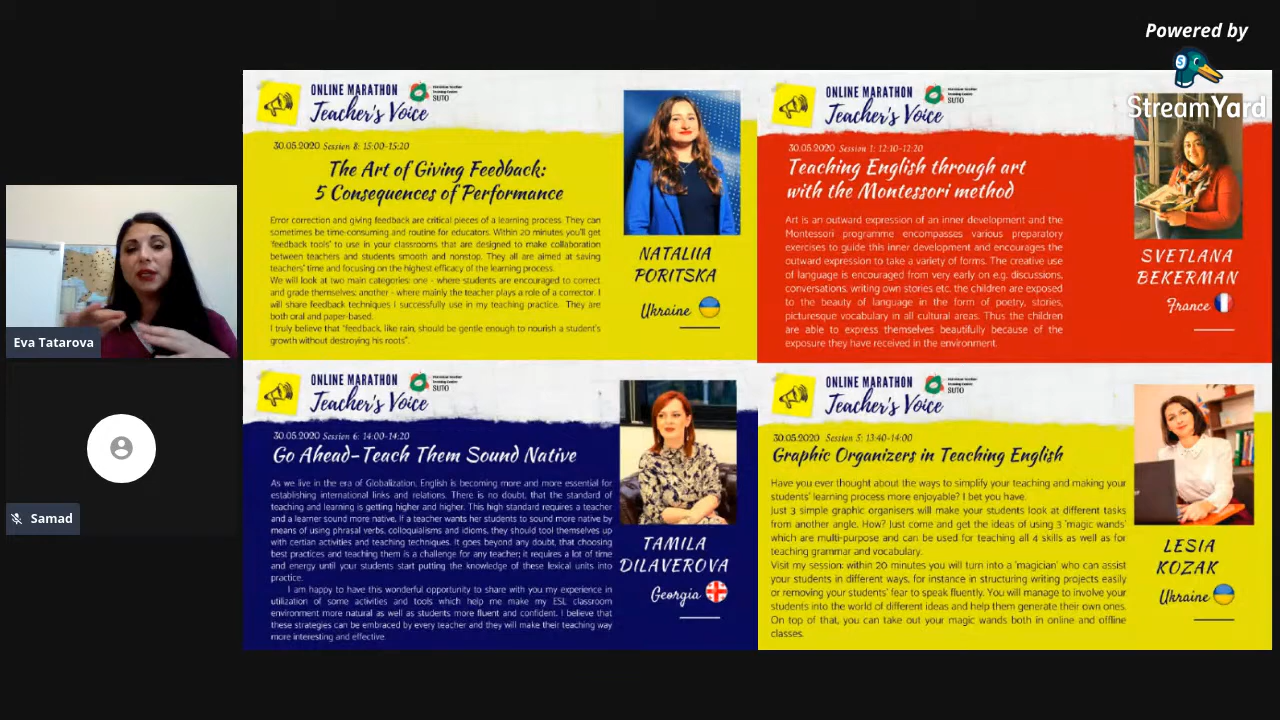 Powered by
StreamYard
Eva Tatarova
Samad
ONLINE MARATHON
Teacher's Voice
SUTO
30.05.2020 Session 8: 15:00-15:20
The Art of Giving Feedback:
5 Consequences of Performance
Error correction and giving feedback are critical pieces of a learning process. They can
sometimes be time-consuming and routine for educators. Within 20 minutes you'll get
'feedback tools' to use in your classrooms that are designed to make collaboration
between teachers and students smooth and nonstop. They all are aimed at saving
teachers' time and focusing on the highest efficacy of the learning process.
We will look at two main categories: one - where students are encouraged to correct
and grade themselves; another - where mainly the teacher plays a role of a corrector. I
will share feedback techniques I successfully use in my teaching practice. They are
both oral and paper-based.
I truly believe that "feedback, like rain, should be gentle enough to nourish a student's
growth without destroying his roots".
NATALIIA
PORITSKA
Ukraine
ONLINE MARATHON
Teacher's Voice
SUTO
30.05.2020 Session 1: 12:10-12:20
Teaching English through art
with the Montessori method
Art is an outward expression of an inner development and the
Montessori programme encompasses various preparatory
exercises to guide this inner development and encourages the
outward expression to take a variety of forms. The creative use
of language is encouraged from very early on e.g. discussions,
conversations, writing own stories etc. the children are exposed
to the beauty of language in the form of poetry, stories,
picturesque vocabulary in all cultural areas. Thus the children
are able to express themselves beautifully because of the
exposure they have received in the environment.
SVETLANA
BEKERMAN
France
ONLINE MARATHON
Teacher's Voice
SUTO
30.05.2020 Session 6: 14:00-14:20
Go Ahead-Teach Them Sound Native
As we live in the era of Globalization, English is becoming more and more essential for
establishing international links and relations. There is no doubt, that the standard of
teaching and learning is getting higher and higher. This high standard requires a teacher
and a learner sound more native. If a teacher wants her students to sound more native by
means of using phrasal verbs, colloquialisms and idioms, they should tool themselves up
with certian activities and teaching techniques. It goes beyond any doubt, that choosing
best practices and teaching them is a challenge for any teacher; it requires a lot of time
and energy until your students start putting the knowledge of these lexical units into
practice.
I am happy to have this wonderful opportunity to share with you my experience in
utilization of some activities and tools which help me make my ESL classroom
environment more natural as well as students more fluent and confident. I believe that
these strategies can be embraced by every teacher and they will make their teaching way
more interesting and effective.
TAMILA
DILAVEROVA
Georgia
ONLINE MARATHON
Teacher's Voice
SUTO
30.05.2020 Session 5: 13:40-14:00
Graphic Organizers in Teaching English
Have you ever thought about the ways to simplify your teaching and making your
students' learning process more enjoyable? I bet you have.
Just 3 simple graphic organisers will make your students look at different tasks
from another angle. How? Just come and get the ideas of using 3 'magic wands'
which are multi-purpose and can be used for teaching all 4 skills as well as for
teaching grammar and vocabulary.
Visit my session: within 20 minutes you will turn into a 'magician' who can assist
your students in different ways, for instance in structuring writing projects easily
or removing your students' fear to speak fluently. You will manage to involve your
students into the world of different ideas and help them generate their own ones.
On top of that, you can take out your magic wands both in online and offline
classes.
LESIA
KOZAK
Ukraine